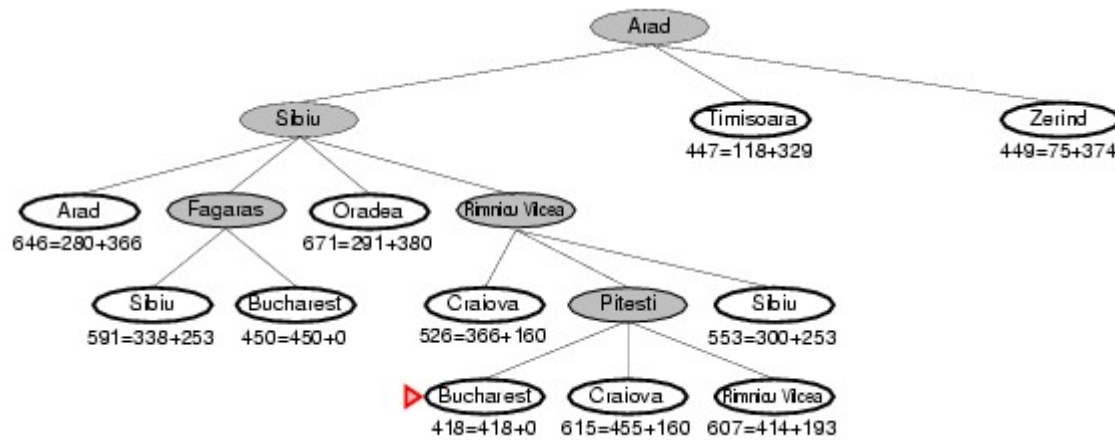 Arad
Sibiu
Timisoara
Zerind
447=118+329
449=75+374
Arad
Fagaras
Oradea
Rimnicu Vilcea
646=280+366
671=291+380
Sibiu
Bucharest
Craiova
Pitesti
Sibiu
591=338+253
450=450+0
526=366+160
553=300+253
Bucharest
Craiova
Rimnicu Vilcea
418=418+0
615=455+160
607=414+193